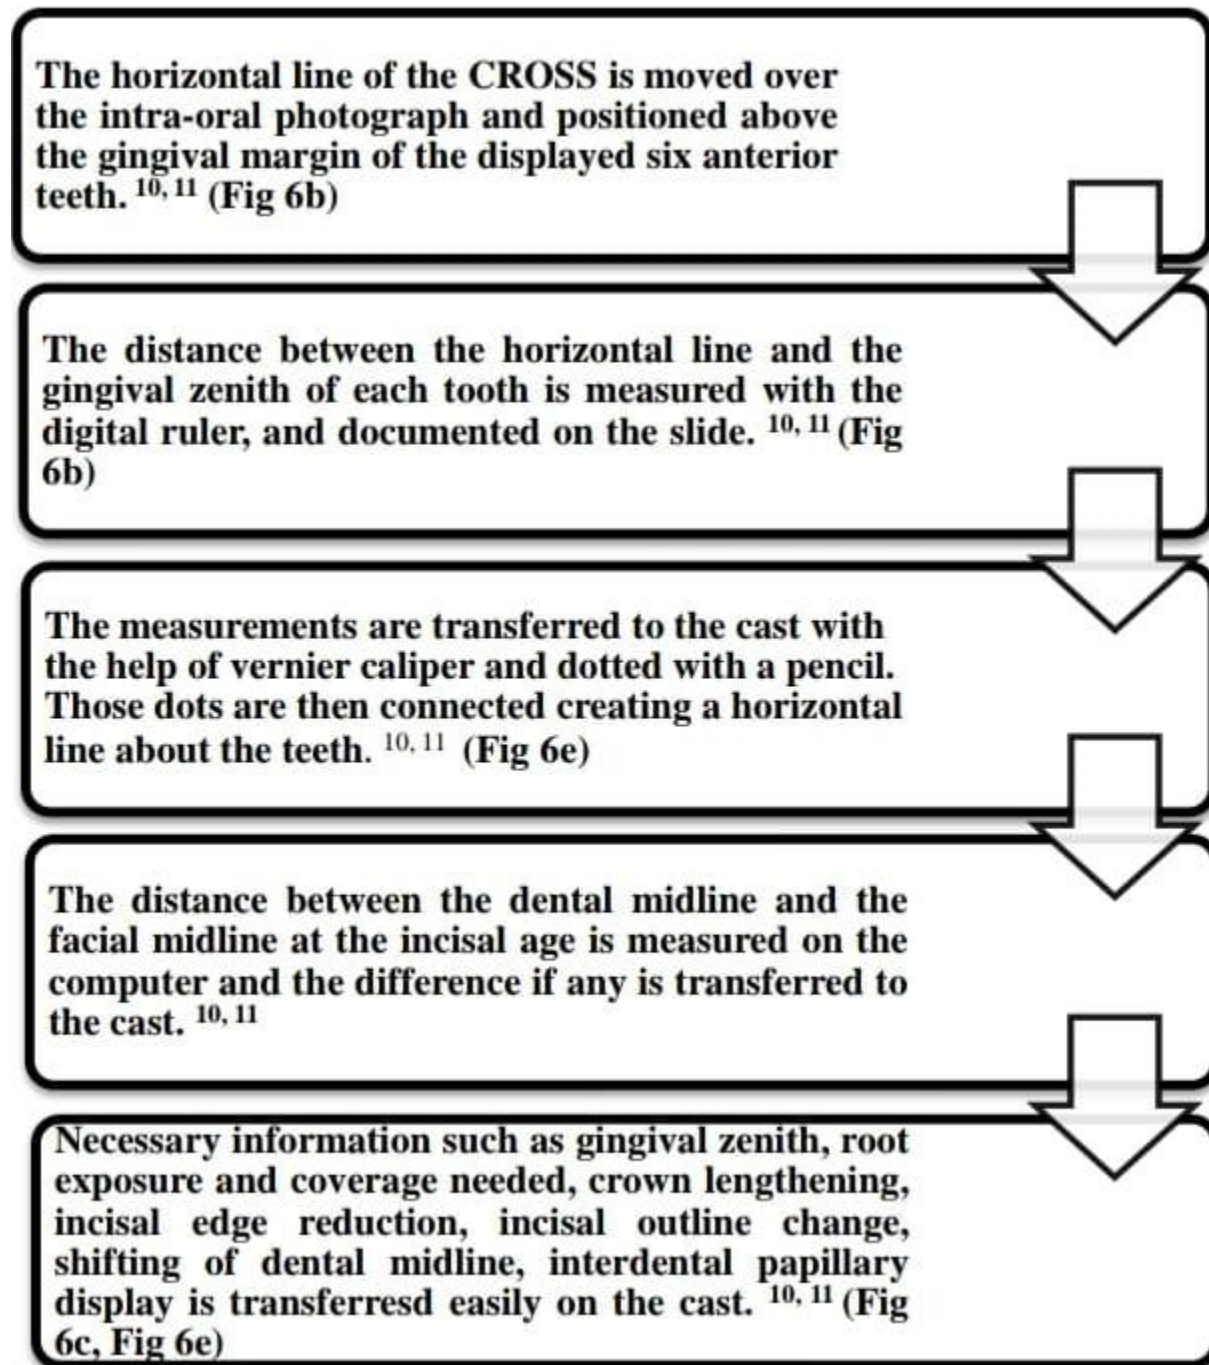 The horizontal line of the CROSS is moved over
the intra-oral photograph and positioned above
the gingival margin of the displayed six anterior
teeth. 10, 11 (Fig 6b)
The distance between the horizontal line and the
gingival zenith of each tooth is measured with the
digital ruler, and documented on the slide. 10, 11 (Fig
6b)
The measurements are transferred to the cast with
the help of vernier caliper and dotted with a pencil.
Those dots are then connected creating a horizontal
line about the teeth. 10, 11 (Fig 6e)
The distance between the dental midline and the
facial midline at the incisal age is measured on the
computer and the difference if any is transferred to
the cast. 10, 11
Necessary information such as gingival zenith, root
exposure and coverage needed, crown lengthening,
incisal edge reduction, incisal outline change,
shifting of dental midline, interdental papillary
display is transferresd easily on the cast. 10, 11 (Fig
6c, Fig 6e)